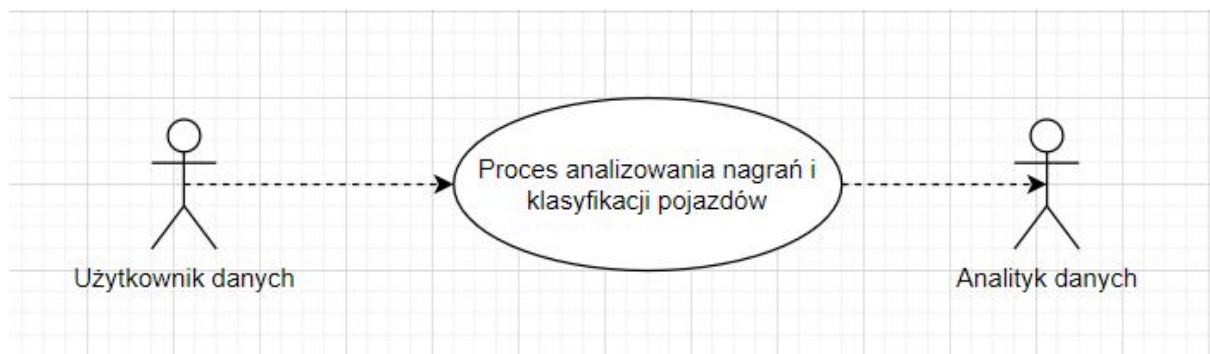 Proces analizowania nagrań i
klasyfikacji pojazdów
Użytkownik danych
Analityk danych